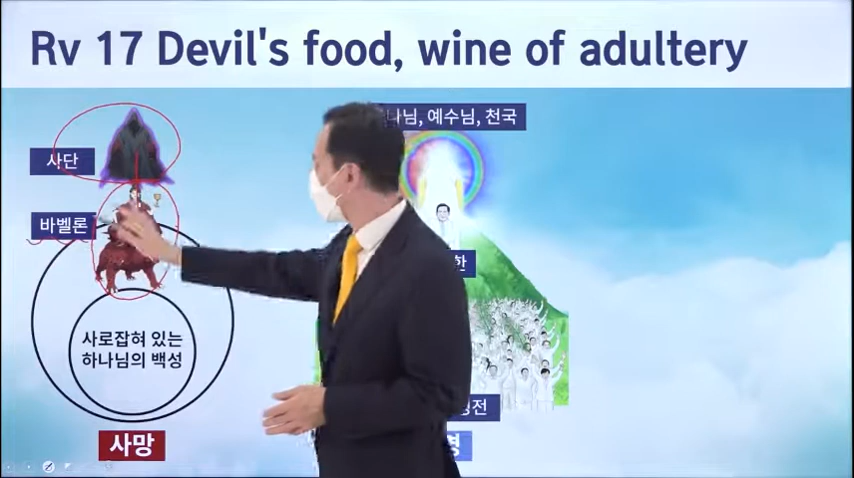 Rv 17 Devil's food, wine of adultery
나님, 예수님, 천국
사단
바벨론
한
사로잡혀 있는
하나님의 백성
사망